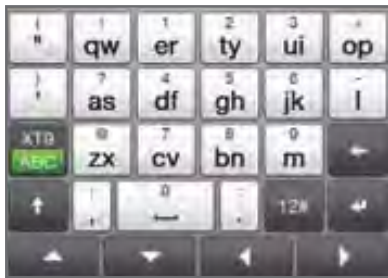 " qw er ty ui op
1 2 3
' as df gh jk l
? 4 5 6 -
XT9
ABC
zx cv bn m
@ 7 8 9
, 0 . 12#